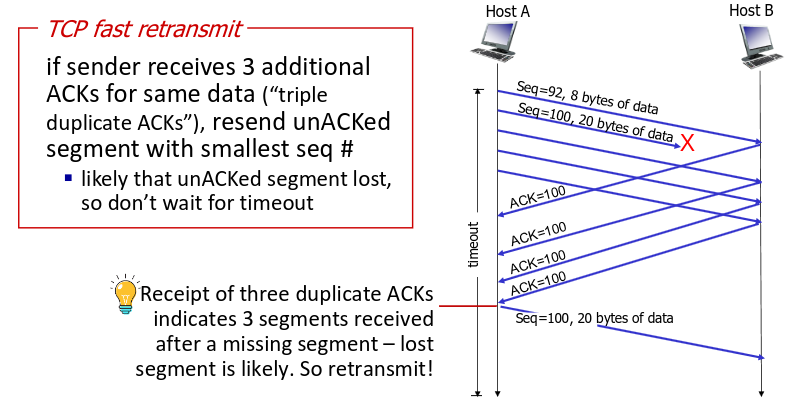 TCP fast retransmit
if sender receives 3 additional
ACKs for same data (“triple
duplicate ACKs”), resend unACKed
segment with smallest seq #
likely that unACKed segment lost,
so don’t wait for timeout
Receipt of three duplicate ACKs
indicates 3 segments received
after a missing segment – lost
segment is likely. So retransmit!
Host A
Host B
Seq=92, 8 bytes of data
Seq=100, 20 bytes of data
X
ACK=100
ACK=100
ACK=100
ACK=100
timeout
Seq=100, 20 bytes of data